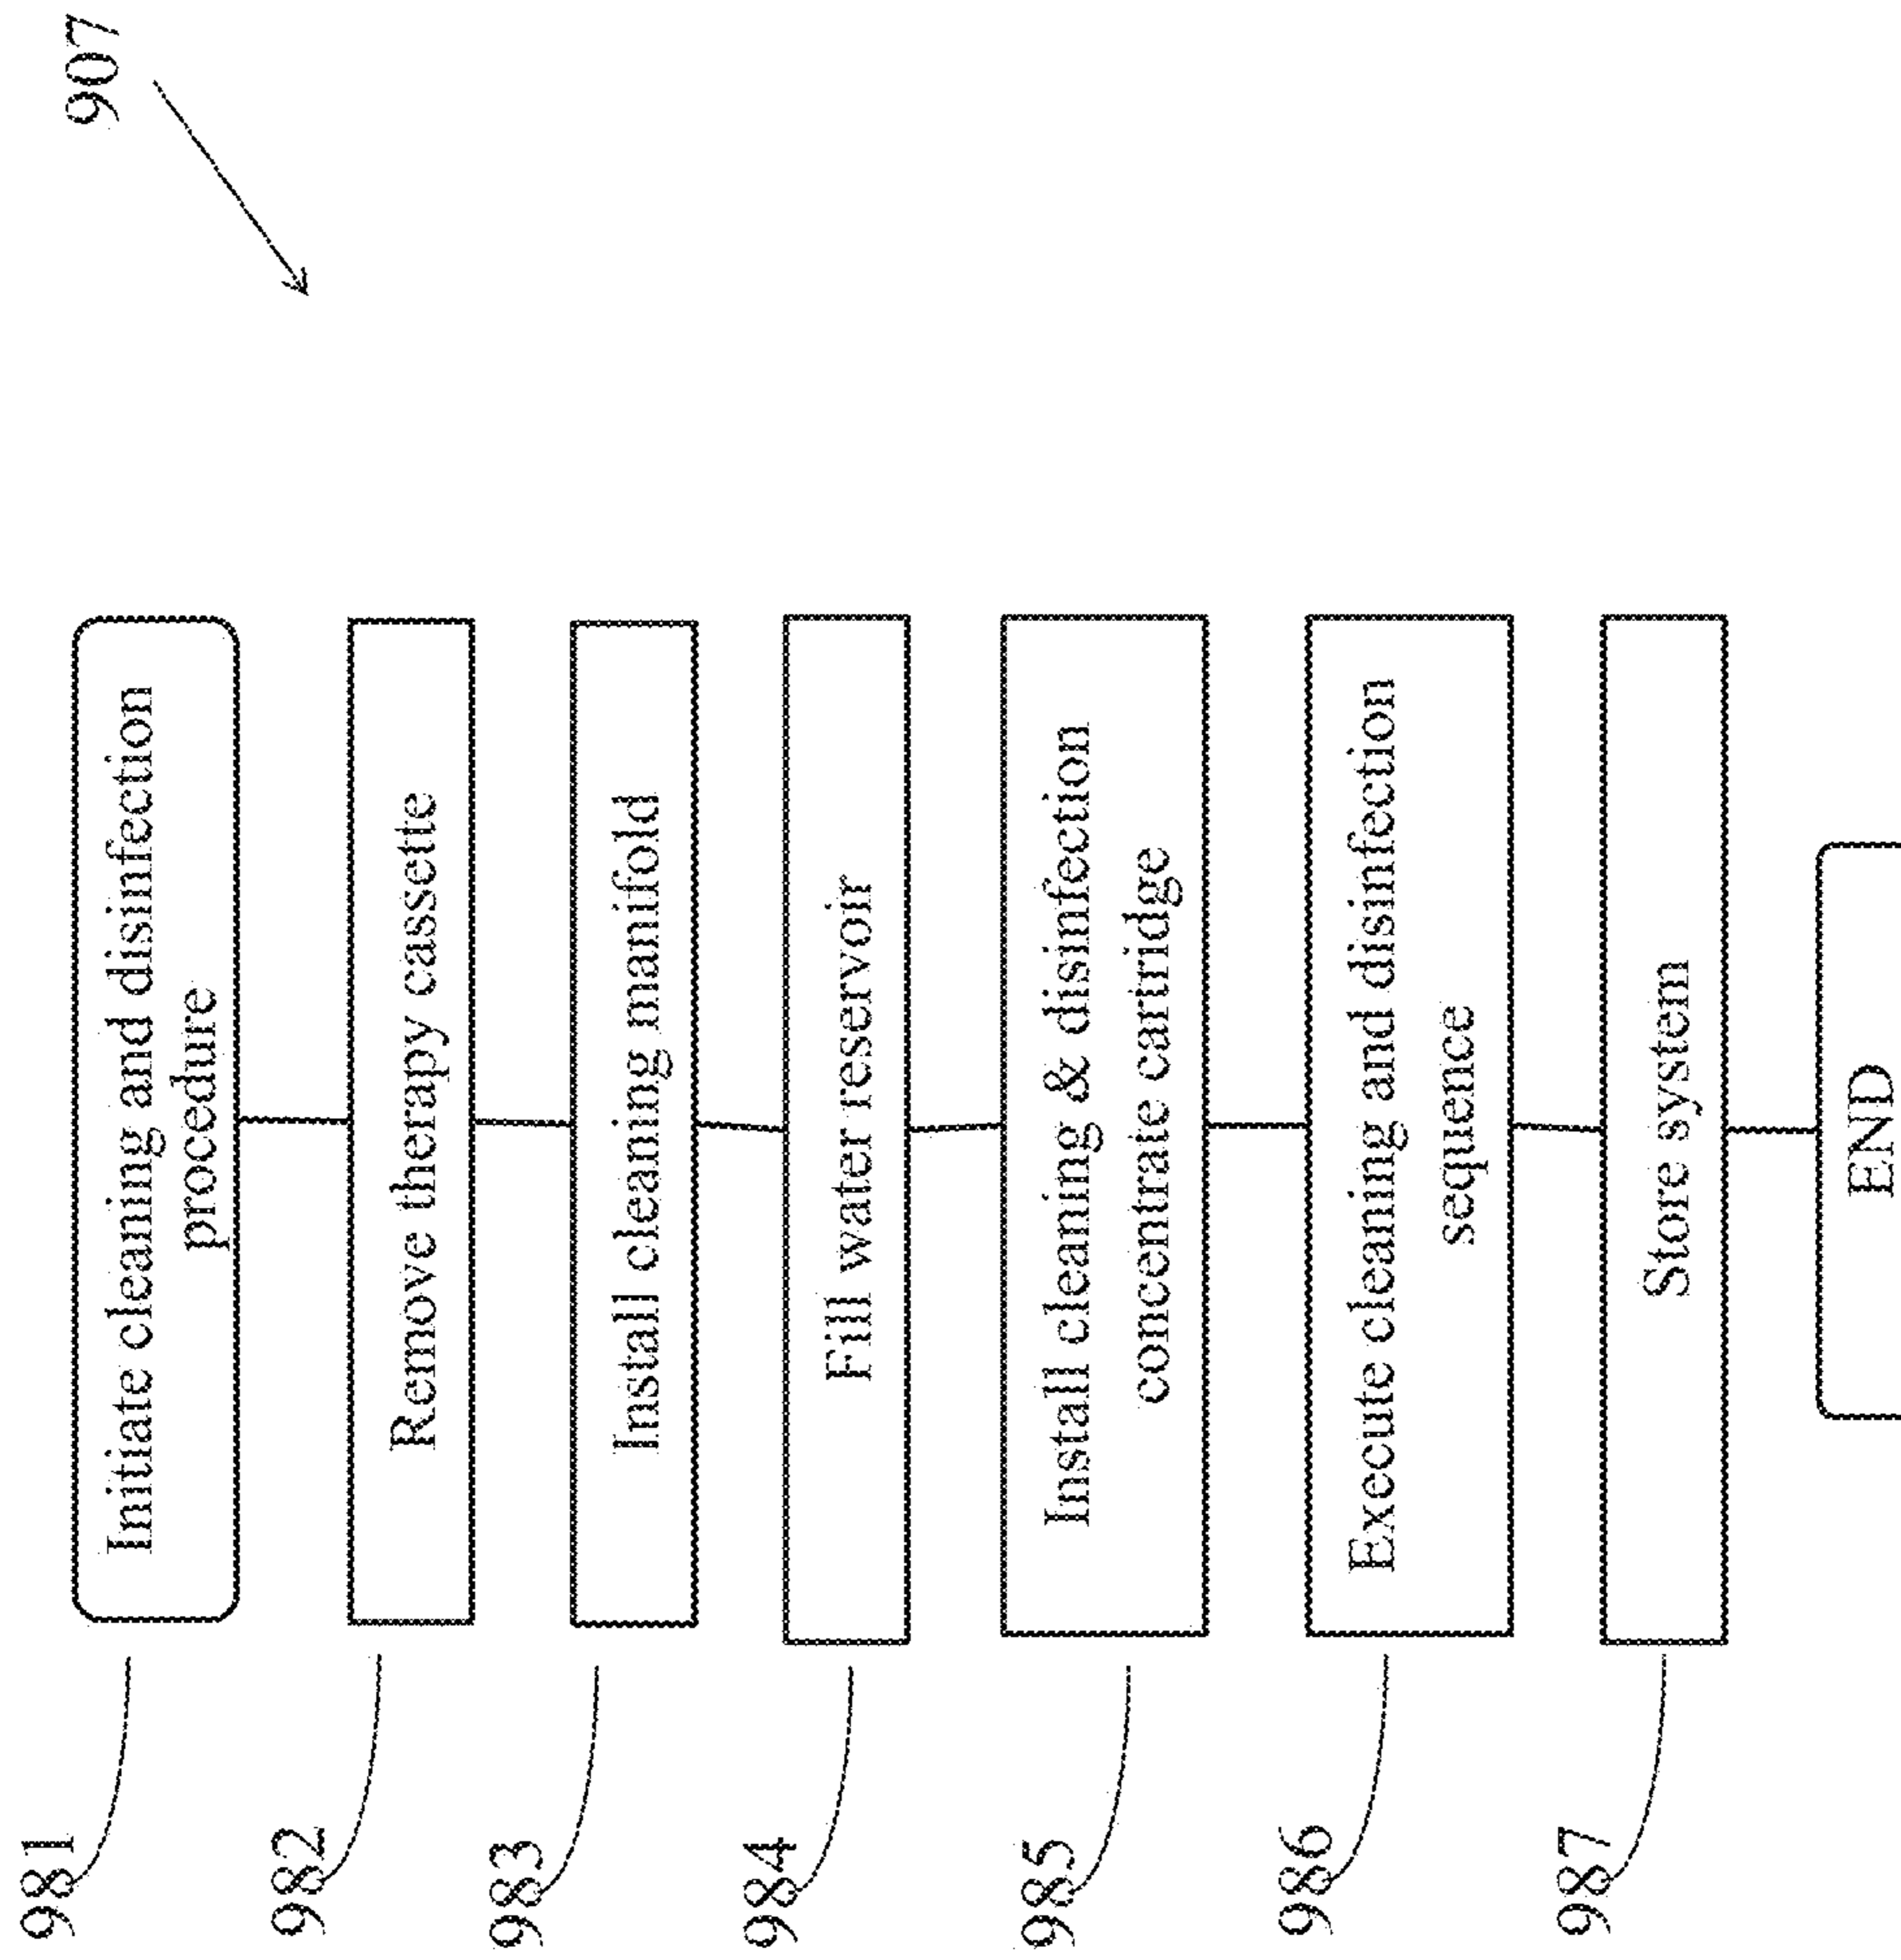 907
981
Initiate cleaning and disinfection
procedure
982
Remove therapy cassette
983
Install cleaning manifold
984
Fill water reservoir
985
Install cleaning & disinfection
concentrate cartridge
986
Execute cleaning and disinfection
sequence
987
Store system
END